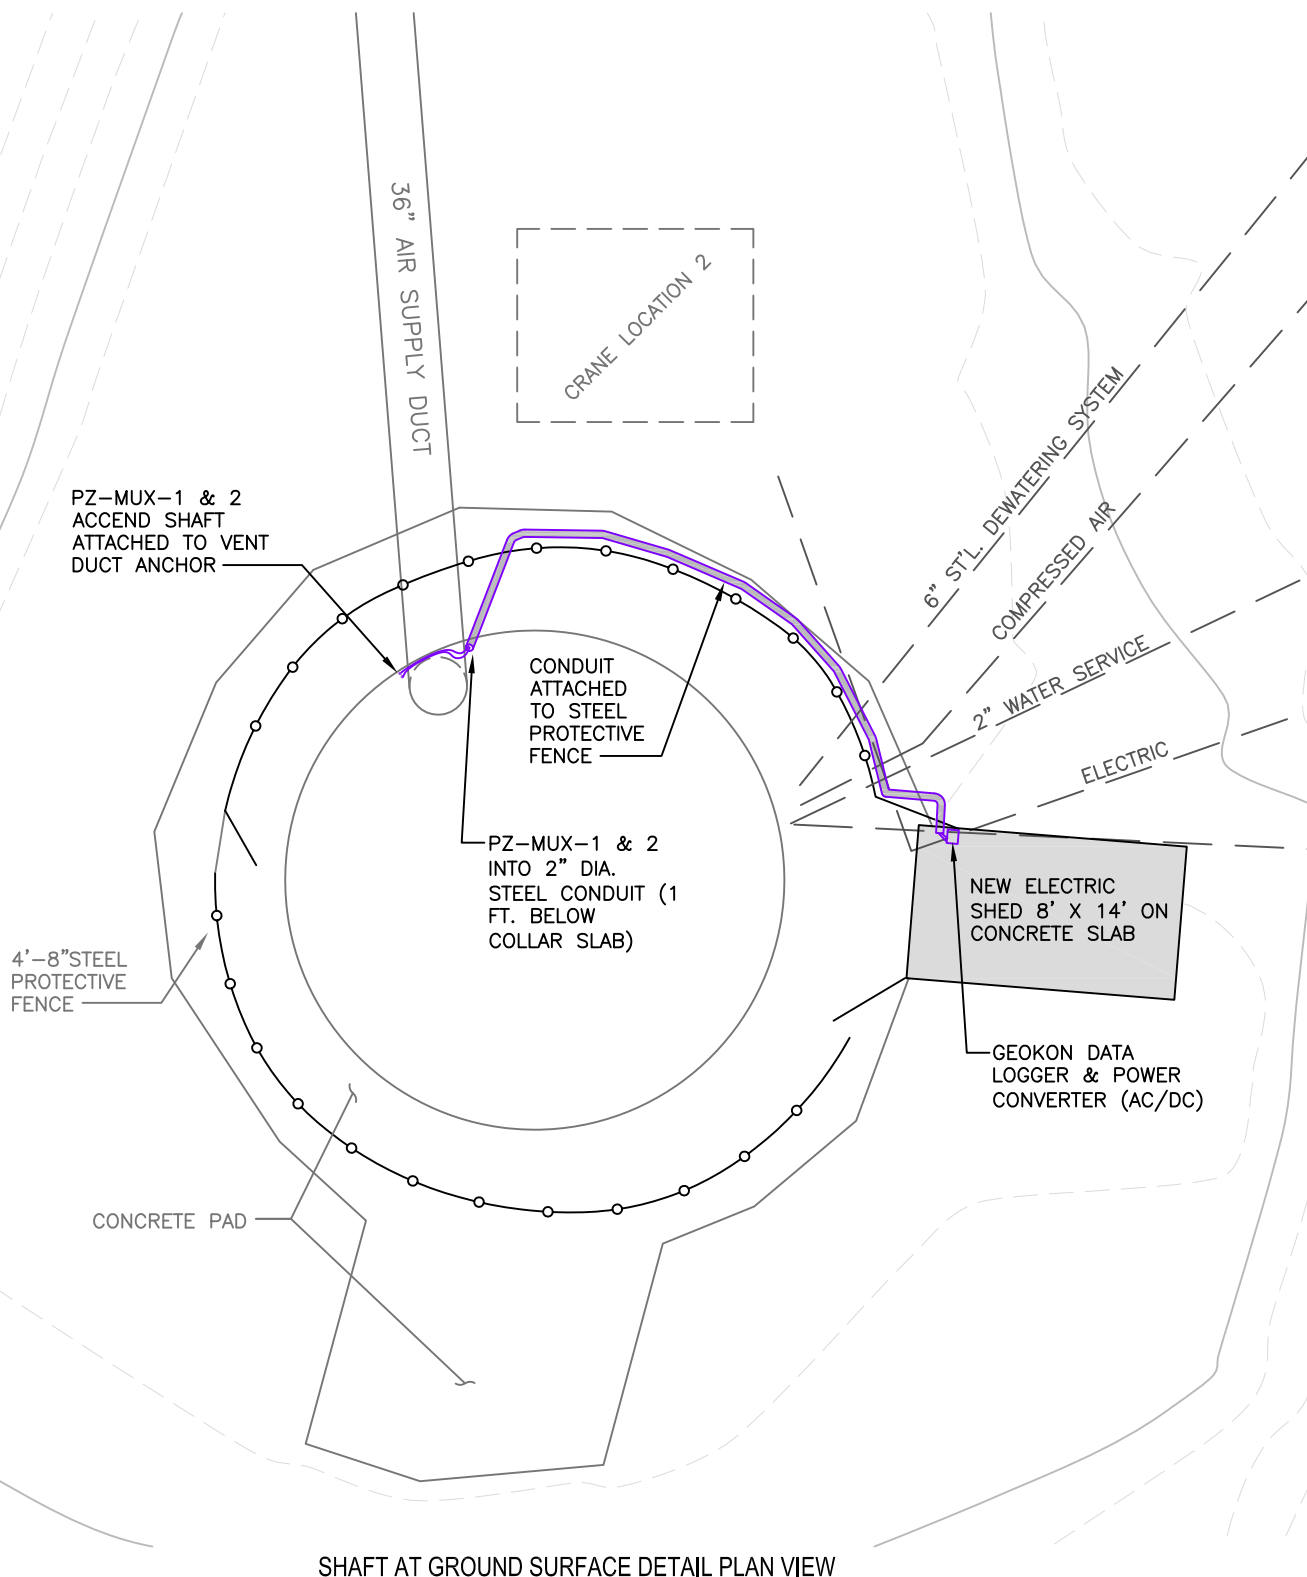 36" AIR SUPPLY DUCT
CRANE LOCATION 2
6" ST'L. DEWATERING SYSTEM
COMPRESSED AIR
2" WATER SERVICE
ELECTRIC
PZ-MUX-1 & 2
ACCEND SHAFT
ATTACHED TO VENT
DUCT ANCHOR
CONDUIT
ATTACHED
TO STEEL
PROTECTIVE
FENCE
PZ-MUX-1 & 2
INTO 2" DIA.
STEEL CONDUIT (1
FT. BELOW
COLLAR SLAB)
NEW ELECTRIC
SHED 8' X 14' ON
CONCRETE SLAB
4'-8"STEEL
PROTECTIVE
FENCE
GEOKON DATA
LOGGER & POWER
CONVERTER (AC/DC)
CONCRETE PAD
SHAFT AT GROUND SURFACE DETAIL PLAN VIEW